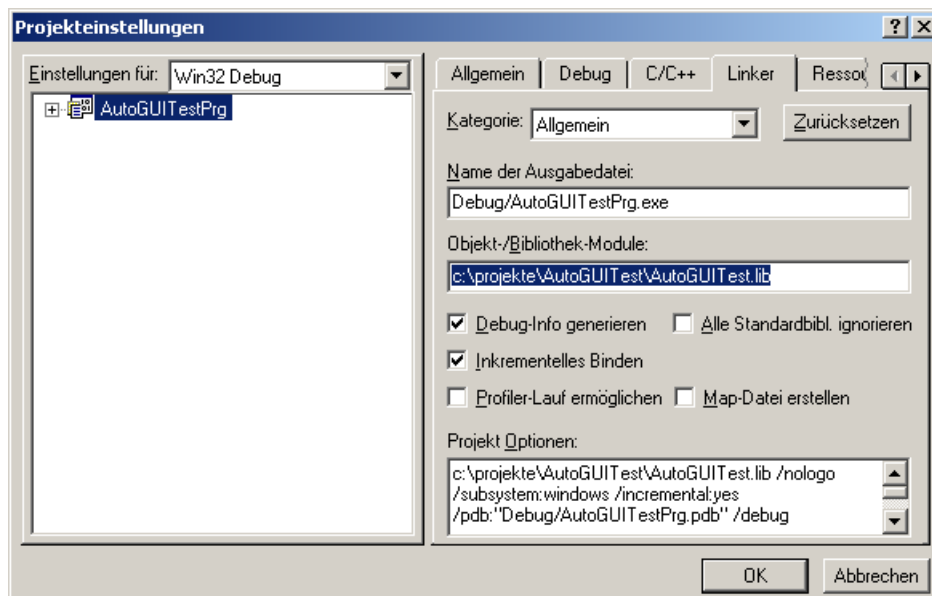 Projekteinstellungen
Einstellungen für: Win32 Debug
AutoGUITestPrg
Allgemein Debug C/C++ Linker
Kategorie: Allgemein Zurücksetzen
Name der Ausgabedatei:
Debug/AutoGUITestPrg.exe
Objekt-/Bibliothek-Module:
c:\projekte\AutoGUITest\AutoGUITest.lib
Debug-Info generieren Alle Standardbibl. ignorieren
Inkrementelles Binden
Profiler-Lauf ermöglichen Map-Datei erstellen
Projekt Optionen:
c:\projekte\AutoGUITest\AutoGUITest.lib /nologo
/subsystem:windows /incremental:yes
/pdb:"Debug/AutoGUITestPrg.pdb" /debug
OK Abbrechen